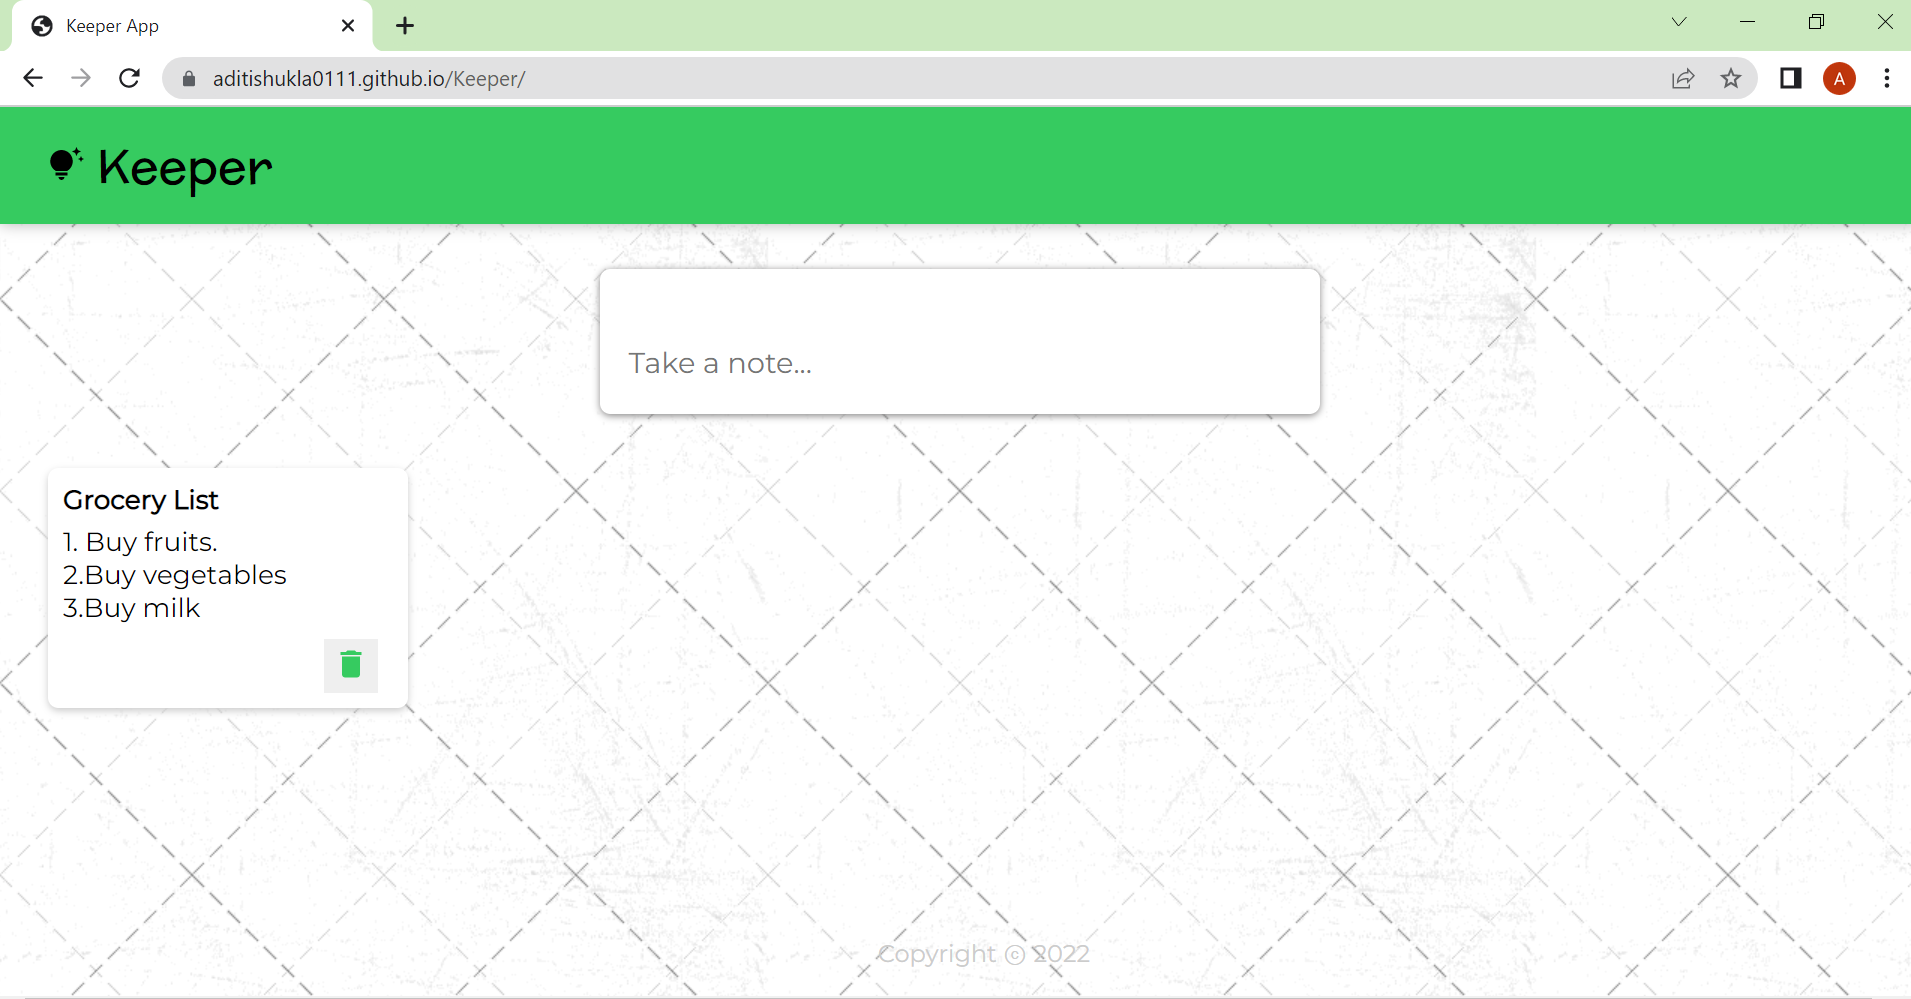 Keeper App
aditishukla0111.github.io/Keeper/
A
Keeper
Take a note...
Grocery List
1. Buy fruits.
2.Buy vegetables
3.Buy milk
Copyright ⓒ 2022